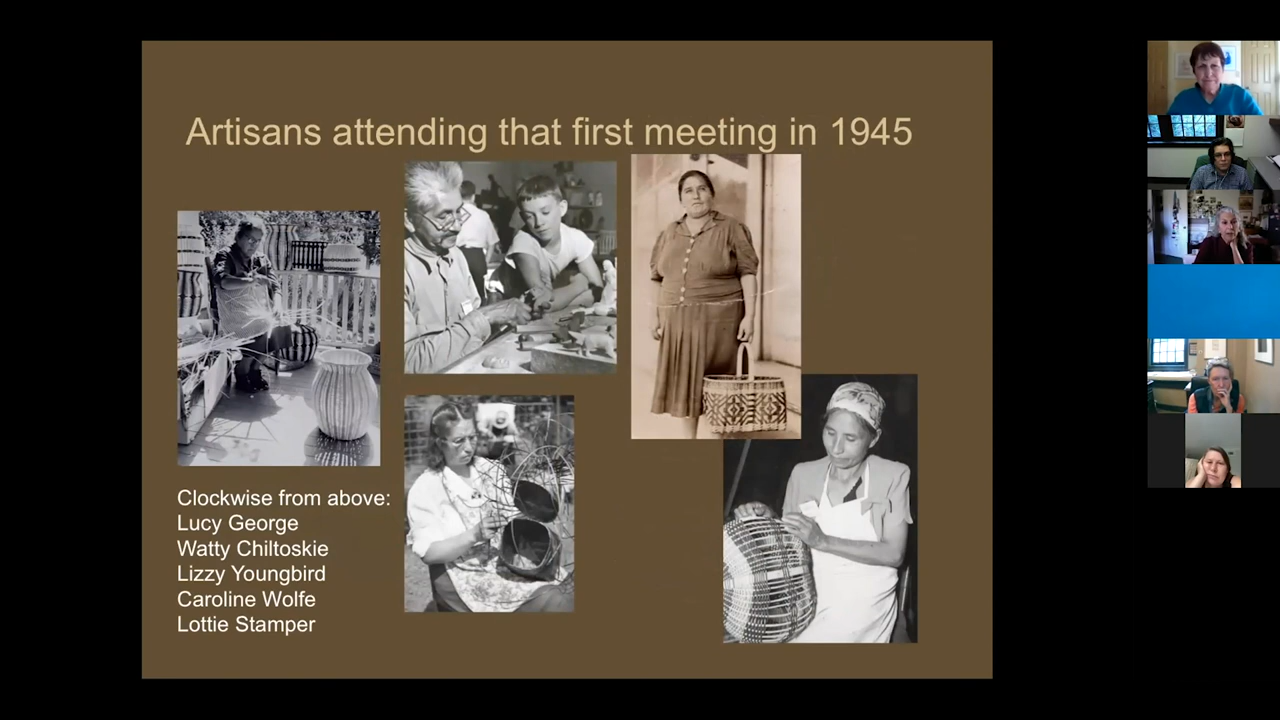 Artisans attending that first meeting in 1945
Clockwise from above:
Lucy George
Watty Chiltoskie
Lizzy Youngbird
Caroline Wolfe
Lottie Stamper